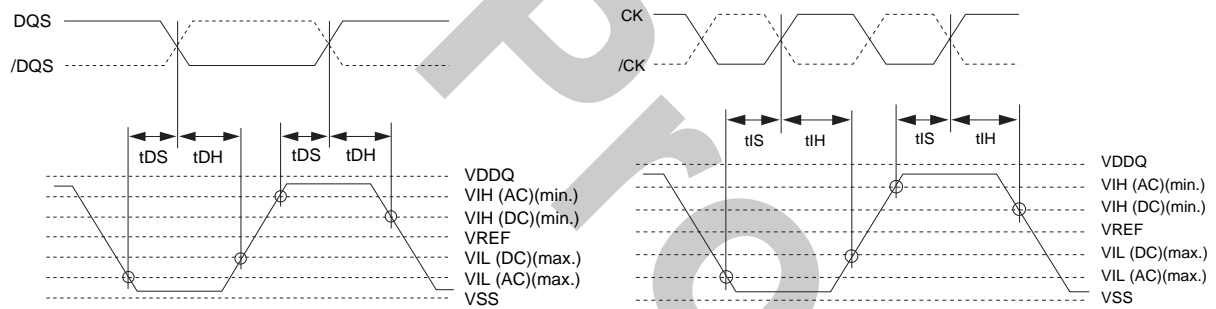 DQS
/DQS
tDS
tDH
tDS
tDH
VDDQ
VIH (AC)(min.)
VIH (DC)(min.)
VREF
VIL (DC)(max.)
VIL (AC)(max.)
VSS
CK
/CK
tIS
tIH
tIS
tIH
VDDQ
VIH (AC)(min.)
VIH (DC)(min.)
VREF
VIL (DC)(max.)
VIL (AC)(max.)
VSS
Pro